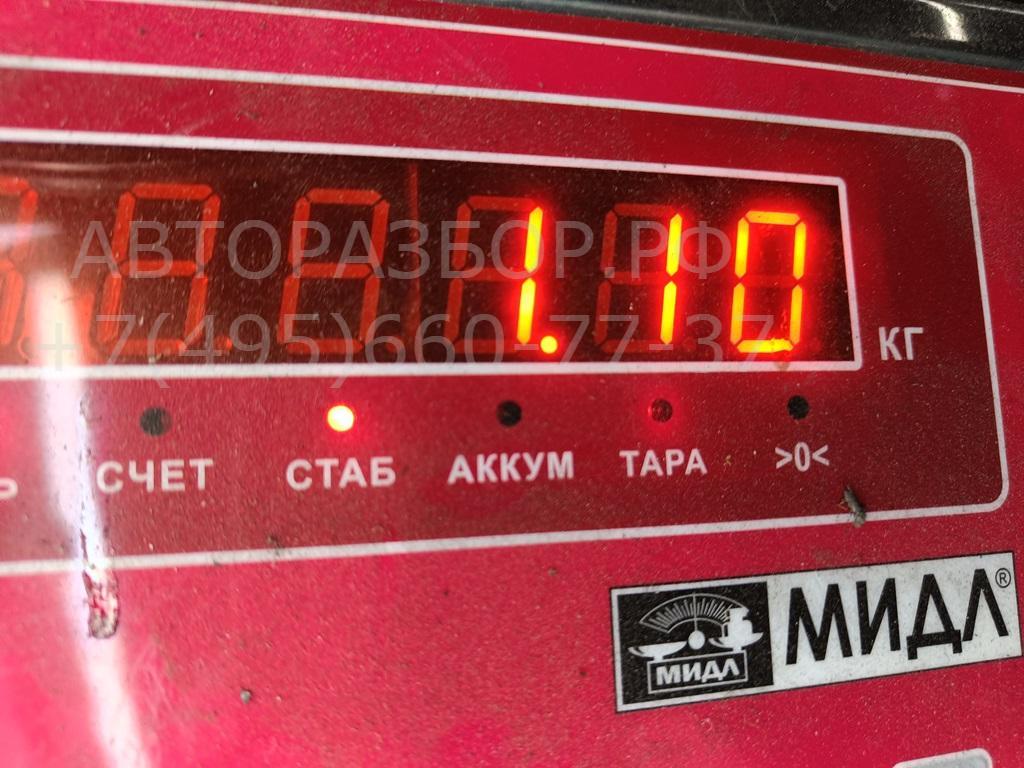 АВТОРАЗБОР.РФ
+7(495)660-77-37
1.10
КГ
СЧЕТ
СТАБ
АККУМ
ТАРА
>0<
МИДЛ
МИДЛ®